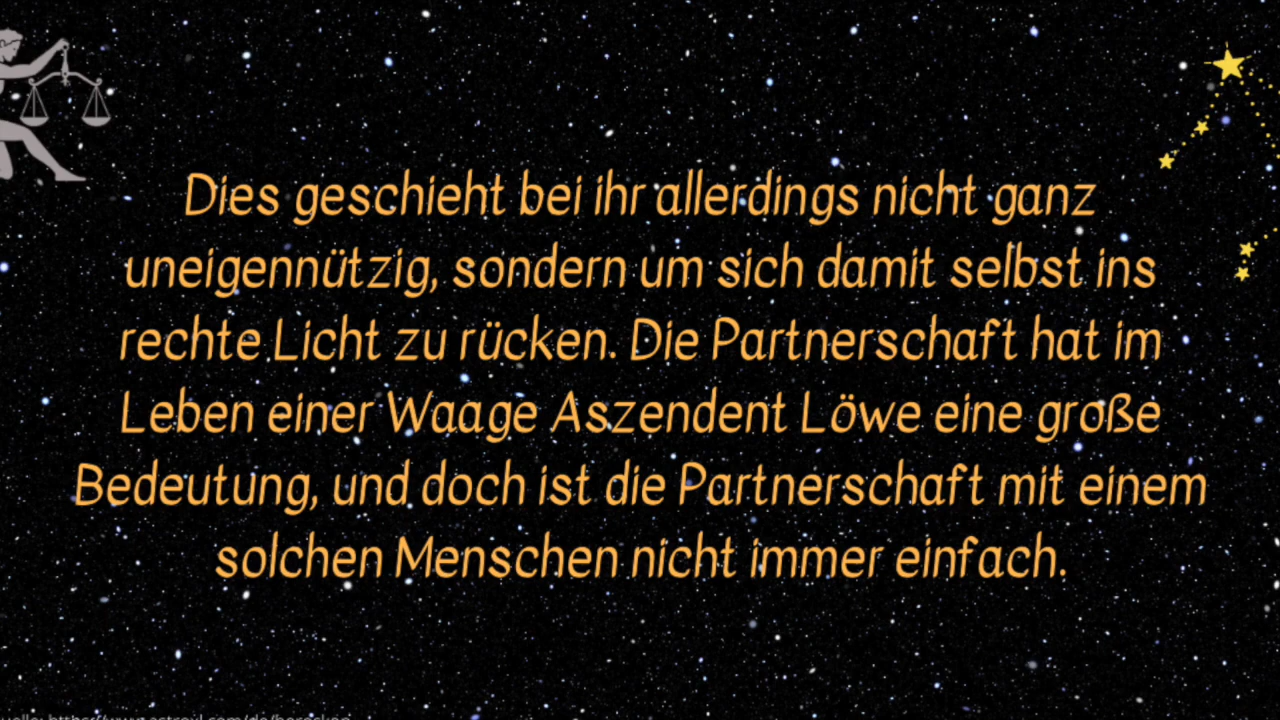 Dies geschieht bei ihr allerdings nicht ganz
uneigennützig, sondern um sich damit selbst ins
rechte Licht zu rücken. Die Partnerschaft hat im
Leben einer Waage Aszendent Löwe eine große
Bedeutung, und doch ist die Partnerschaft mit einem
solchen Menschen nicht immer einfach.